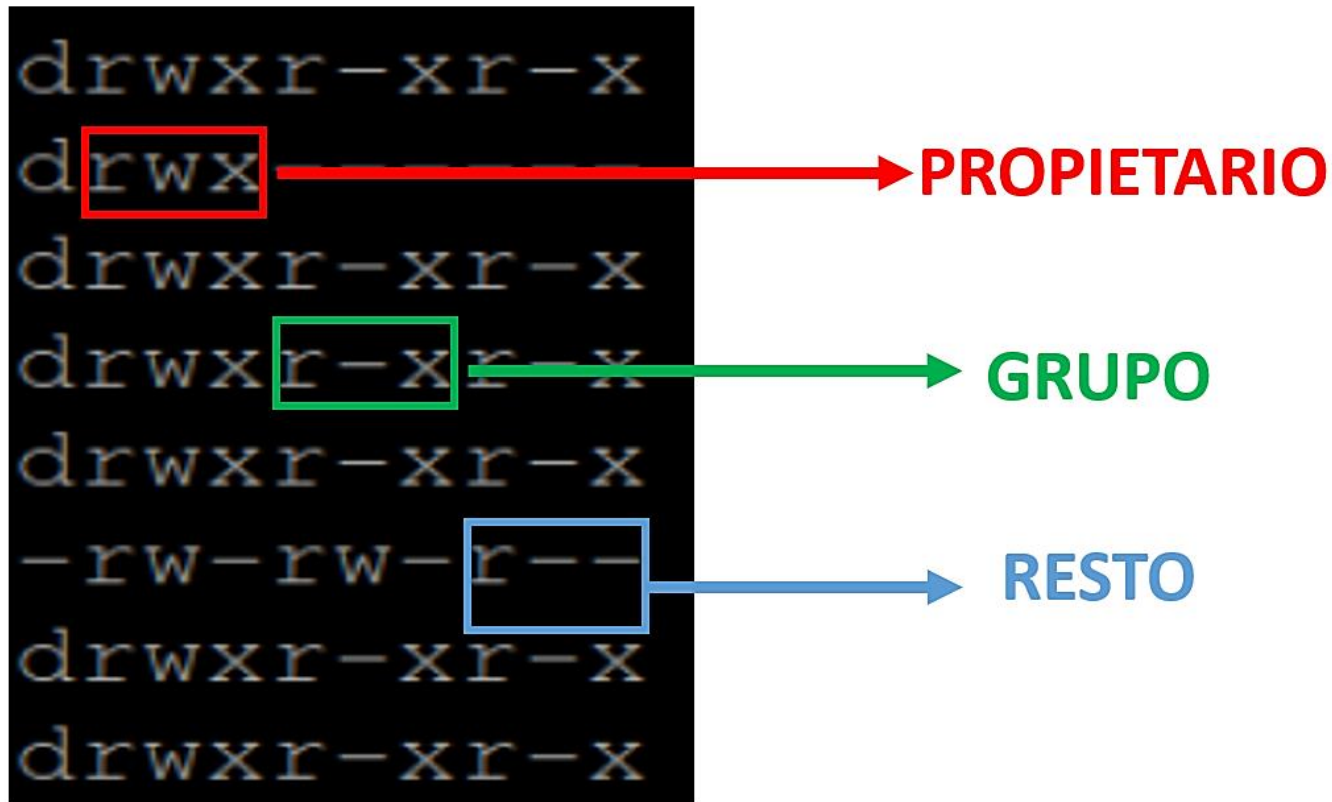 drwxr-xr-x
drwx------ PROPIETARIO
drwxr-xr-x
drwxr-xr-x GRUPO
drwxr-xr-x
-rw-rw-r-- RESTO
drwxr-xr-x
drwxr-xr-x